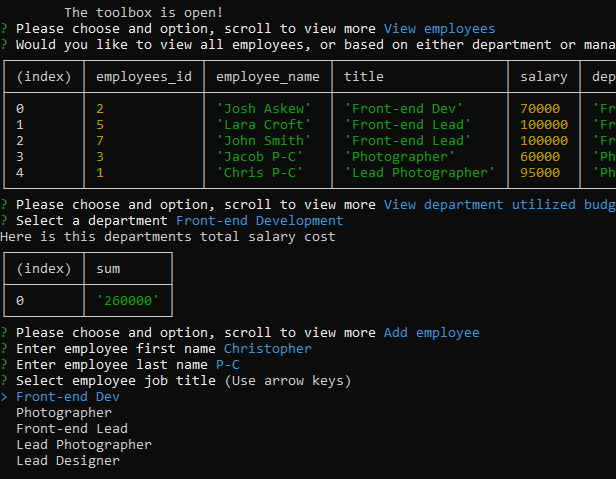 The toolbox is open!
? Please choose and option, scroll to view more View employees
? Would you like to view all employees, or based on either department or mana
(index) employees_id employee_name title salary dep
0 2 'Josh Askew' 'Front-end Dev' 70000 'Fr
1 5 'Lara Croft' 'Front-end Lead' 100000 'Fr
2 7 'John Smith' 'Front-end Lead' 100000 'Fr
3 3 'Jacob P-C' 'Photographer' 60000 'Ph
4 1 'Chris P-C' 'Lead Photographer' 95000 'Ph
? Please choose and option, scroll to view more View department utilized budg
? Select a department Front-end Development
Here is this departments total salary cost
(index) sum
0 '260000'
? Please choose and option, scroll to view more Add employee
? Enter employee first name Christopher
? Enter employee last name P-C
? Select employee job title (Use arrow keys)
> Front-end Dev
Photographer
Front-end Lead
Lead Photographer
Lead Designer